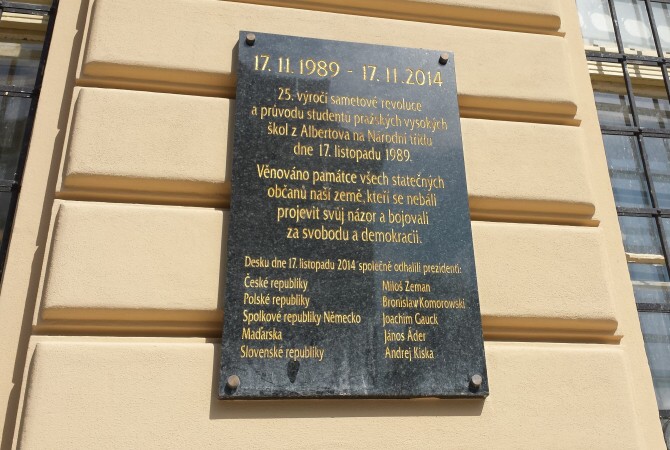 17. 11. 1989 - 17. 11. 2014
25. výročí sametové revoluce
a průvodu studentů pražských vysokých
škol z Albertova na Národní třídu
dne 17. listopadu 1989.
Věnováno památce všech statečných
občanů naší země, kteří se nebáli
projevit svůj názor a bojovali
za svobodu a demokracii.
Desku dne 17. listopadu 2014 společně odhalili prezidenti:
České republiky Miloš Zeman
Polské republiky Bronisław Komorowski
Spolkové republiky Německo Joachim Gauck
Maďarska János Áder
Slovenské republiky Andrej Kiska